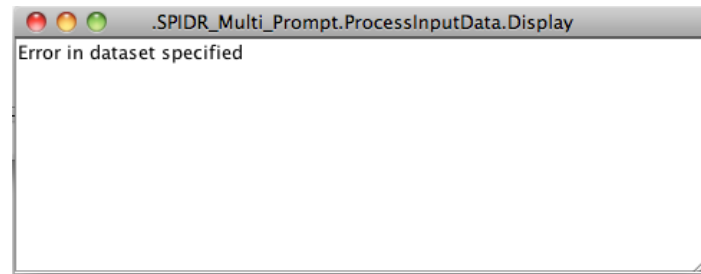 .SPIDR_Multi_Prompt.ProcessInputData.Display
Error in dataset specified